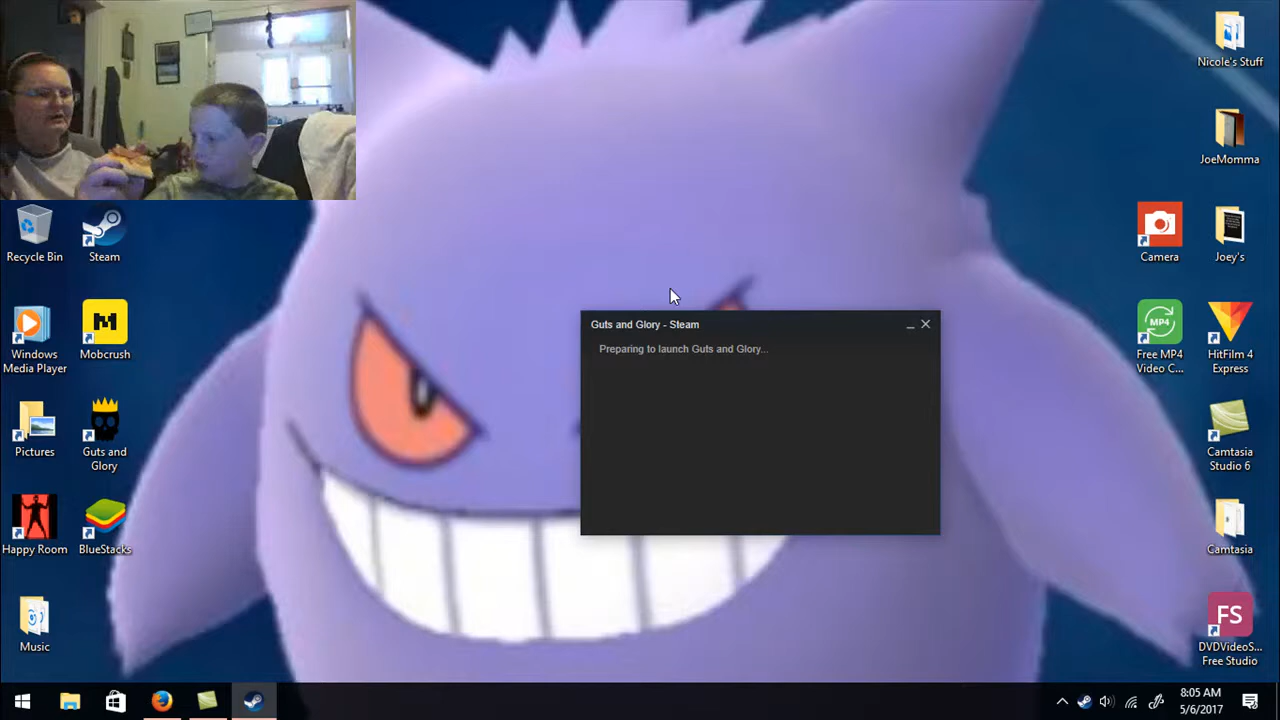 Nicole's Stuff
JoeMomma
Recycle Bin
Steam
Camera
Joey's
Guts and Glory - Steam
Preparing to launch Guts and Glory...
Windows
Media Player
M
Mobcrush
MP4
Free MP4
Video C...
HitFilm 4
Express
Pictures
Guts and
Glory
Camtasia
Studio 6
Happy Room
BlueStacks
Camtasia
Music
FS
DVDVideoS...
Free Studio
8:05 AM
5/6/2017